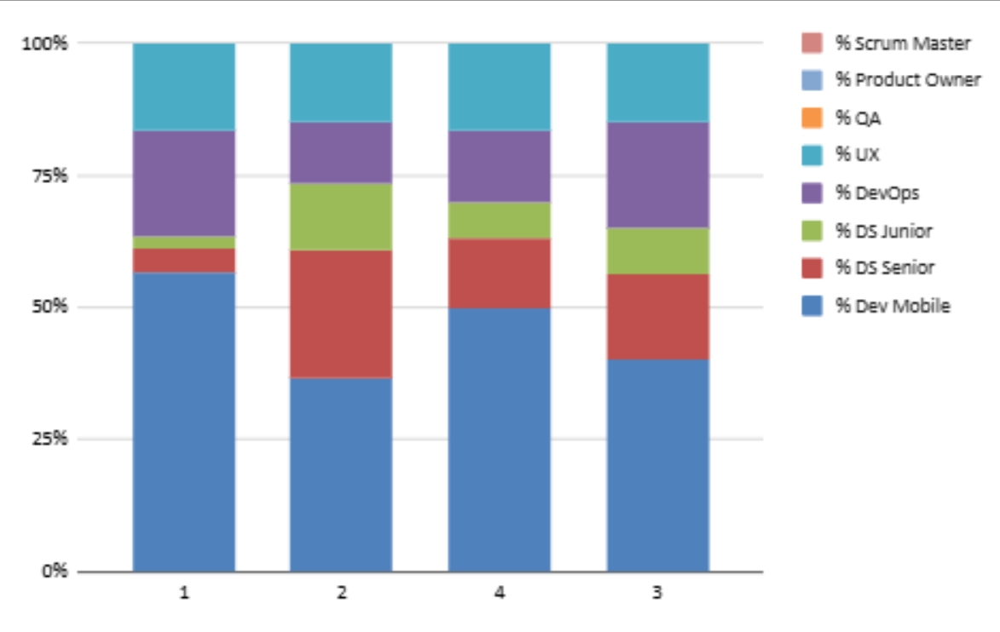 100%
75%
50%
25%
0%
1
2
4
3
% Scrum Master
% Product Owner
% QA
% UX
% DevOps
% DS Junior
% DS Senior
% Dev Mobile